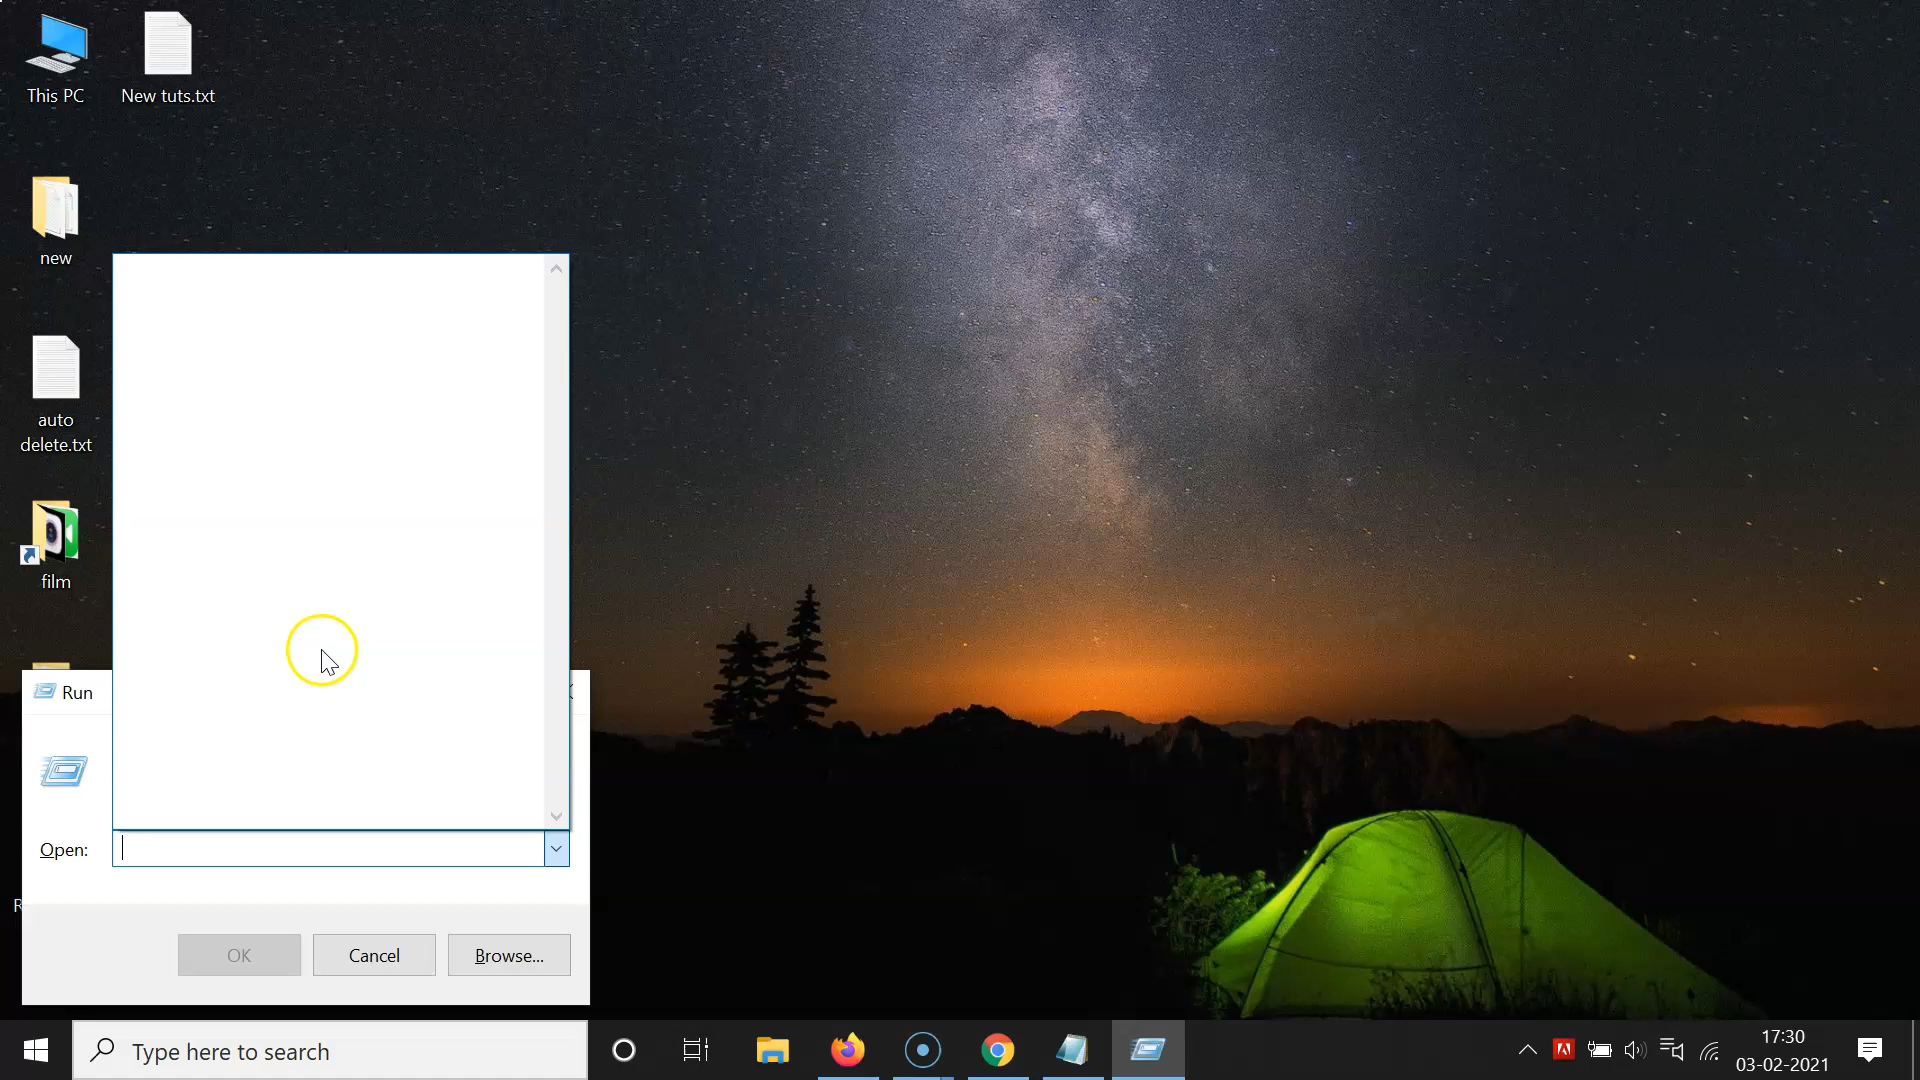 This PC
New tuts.txt
new
auto
delete.txt
film
Run
Open:
R
OK
Cancel
Browse...
Type here to search
17:30
03-02-2021